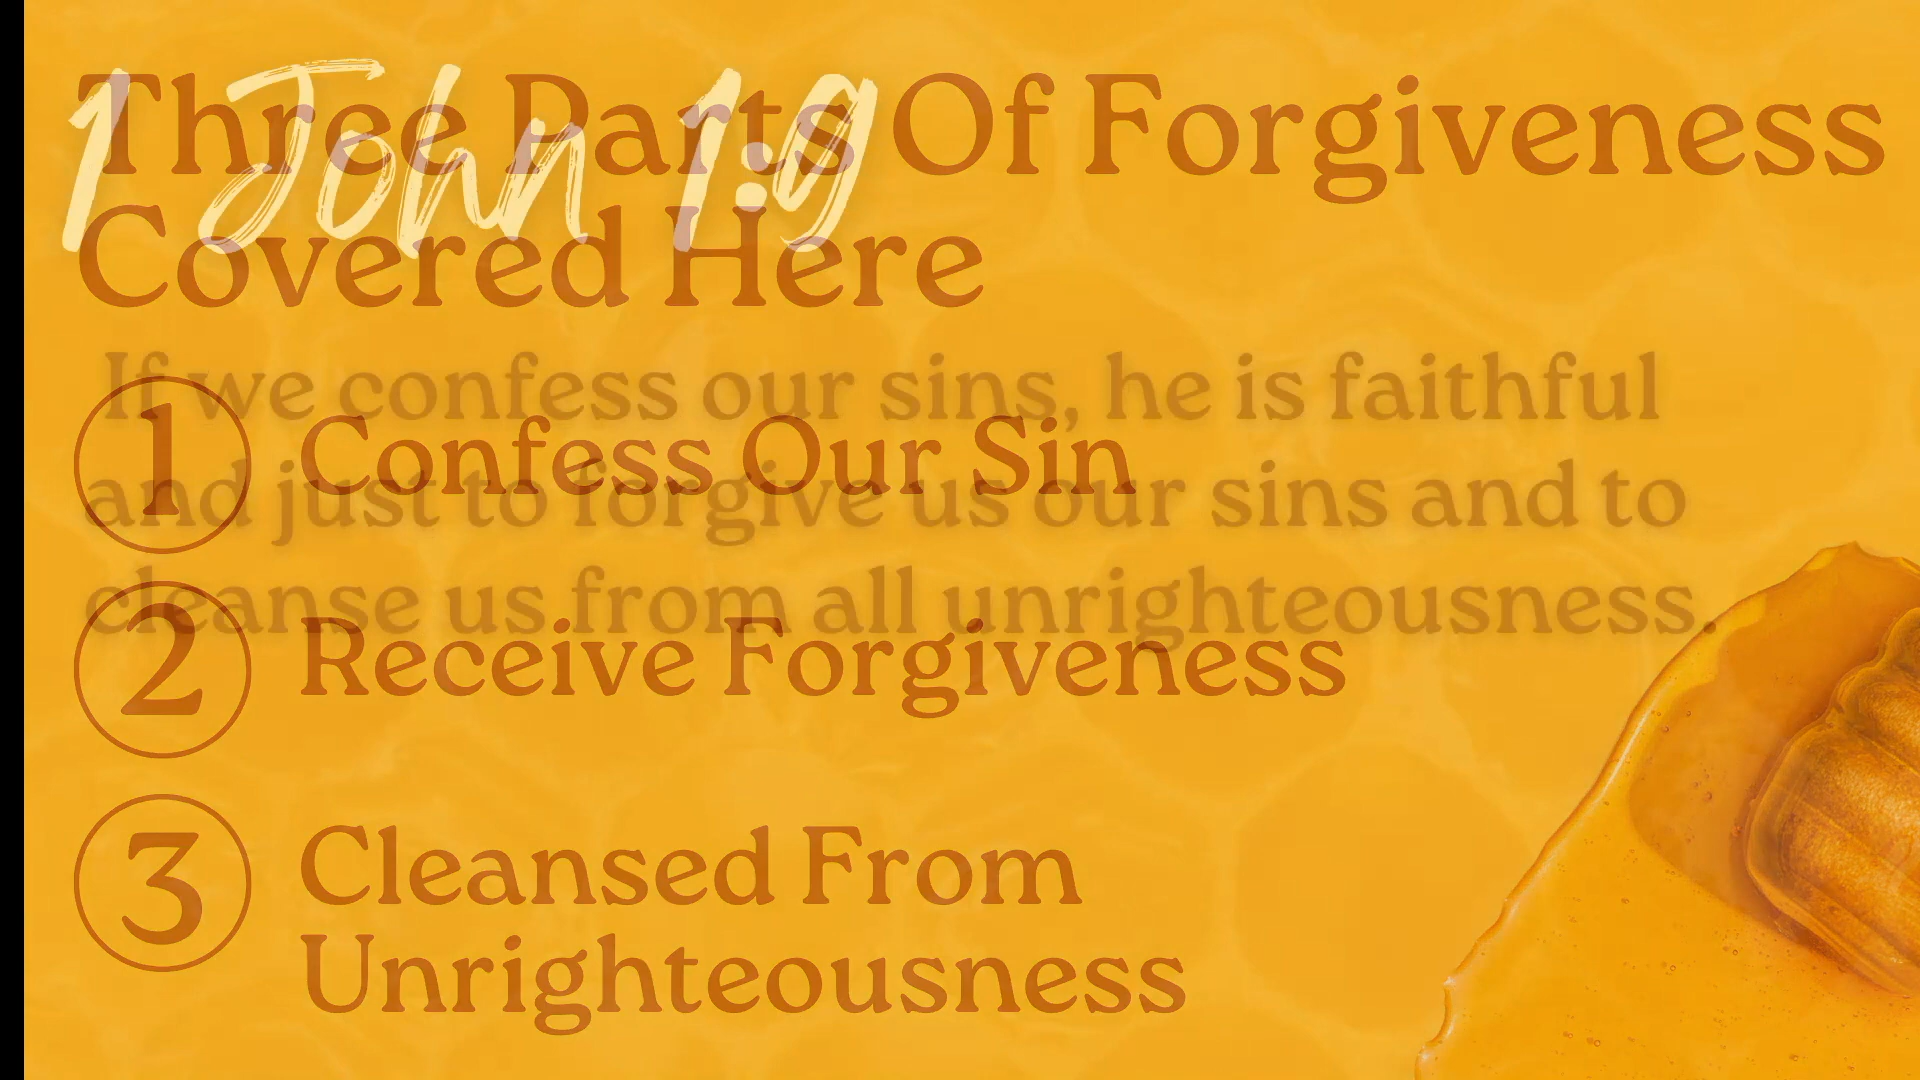 1 John 1:9
Three Parts Of Forgiveness
Covered Here
If we confess our sins, he is faithful
and just to forgive us our sins and to
cleanse us from all unrighteousness.
1 Confess Our Sin
2 Receive Forgiveness
3 Cleansed From
Unrighteousness